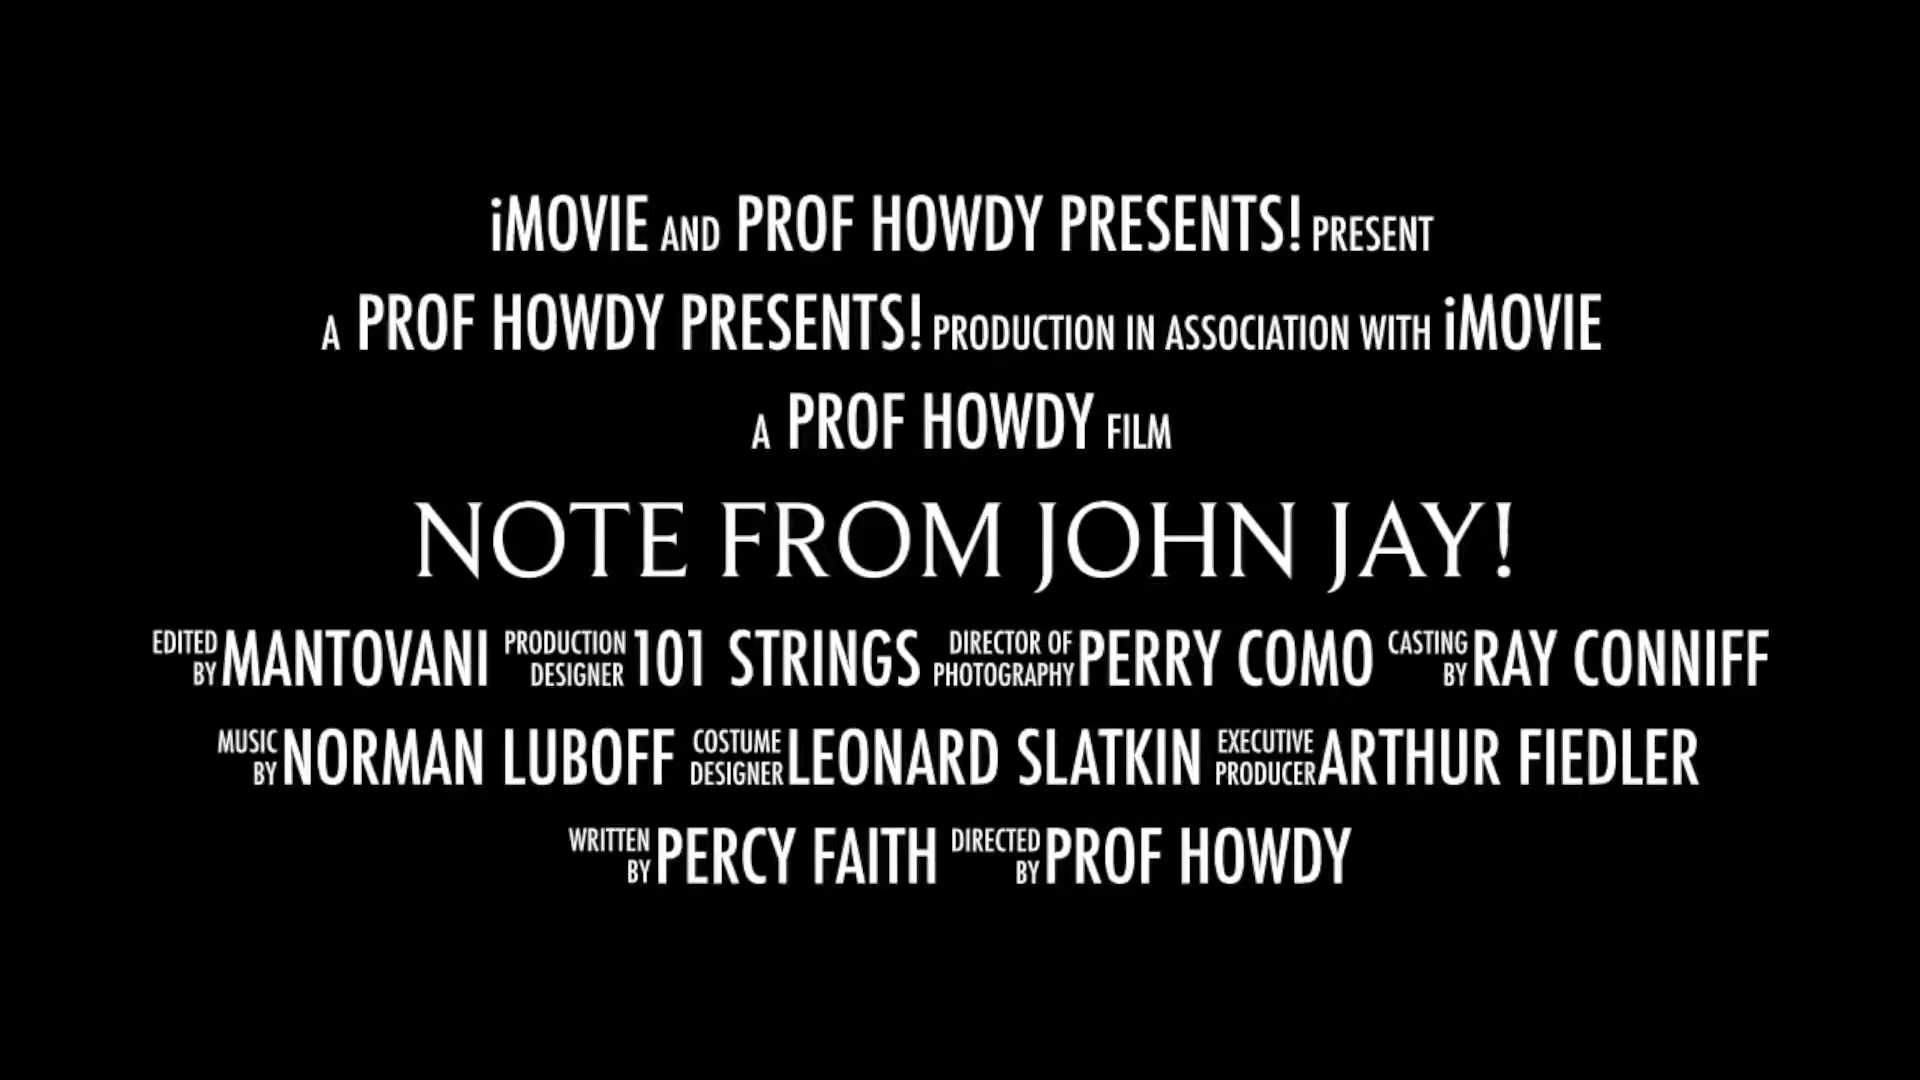 iMOVIE AND PROF HOWDY PRESENTS! PRESENT
A PROF HOWDY PRESENTS! PRODUCTION IN ASSOCIATION WITH iMOVIE
A PROF HOWDY FILM
NOTE FROM JOHN JAY!
EDITED BY MANTOVANI PRODUCTION DESIGNER 101 STRINGS DIRECTOR OF PHOTOGRAPHY PERRY COMO CASTING BY RAY CONNIFF
MUSIC BY NORMAN LUBOFF COSTUME DESIGNER LEONARD SLATKIN EXECUTIVE PRODUCER ARTHUR FIEDLER
WRITTEN BY PERCY FAITH DIRECTED BY PROF HOWDY